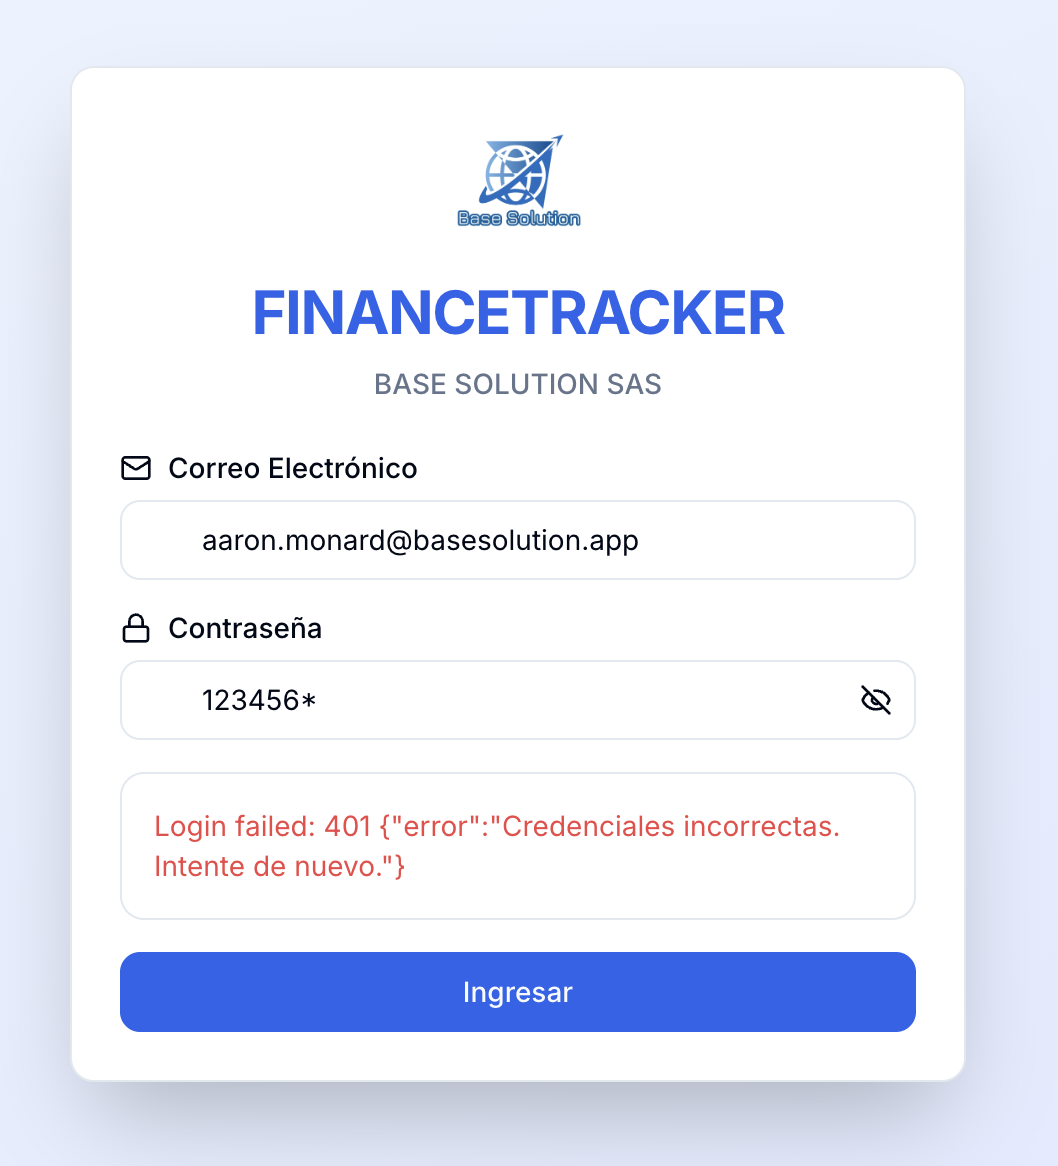 Base Solution
FINANCETRACKER
BASE SOLUTION SAS
Correo Electrónico
aaron.monard@basesolution.app
Contraseña
123456*
Login failed: 401 {"error":"Credenciales incorrectas.
Intente de nuevo."}
Ingresar